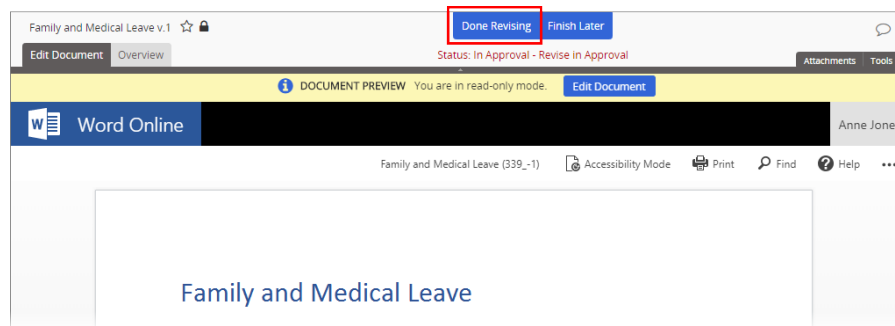 Family and Medical Leave v.1 Done Revising Finish Later
Edit Document Overview Status: In Approval - Revise in Approval Attachments Tools
i DOCUMENT PREVIEW You are in read-only mode. Edit Document
W Word Online Anne Jone
Family and Medical Leave (339_-1) Accessibility Mode Print Find ? Help ...
Family and Medical Leave